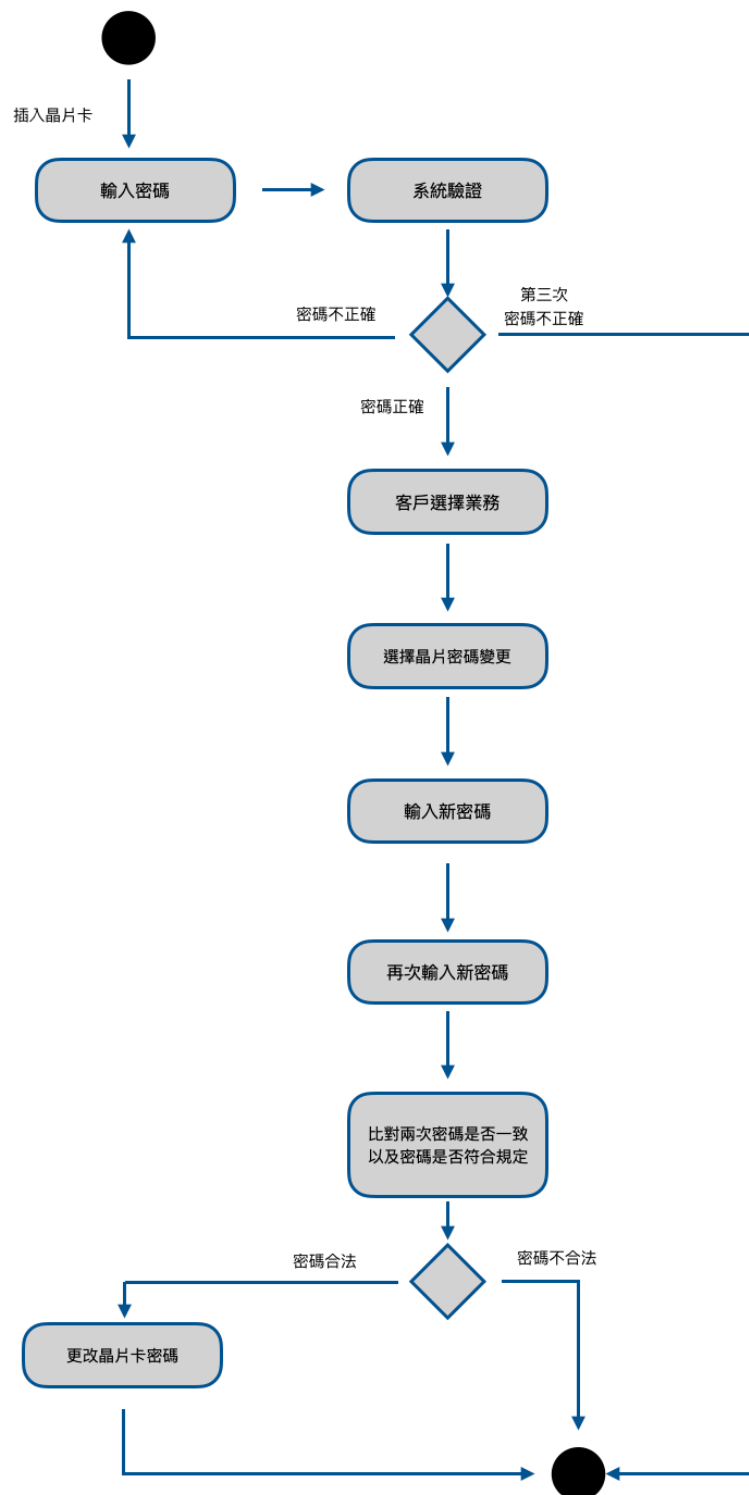 插入晶片卡
輸入密碼
系統驗證
密碼不正確
第三次
密碼不正確
密碼正確
客戶選擇業務
選擇晶片密碼變更
輸入新密碼
再次輸入新密碼
比對兩次密碼是否一致
以及密碼是否符合規定
密碼合法
密碼不合法
更改晶片卡密碼